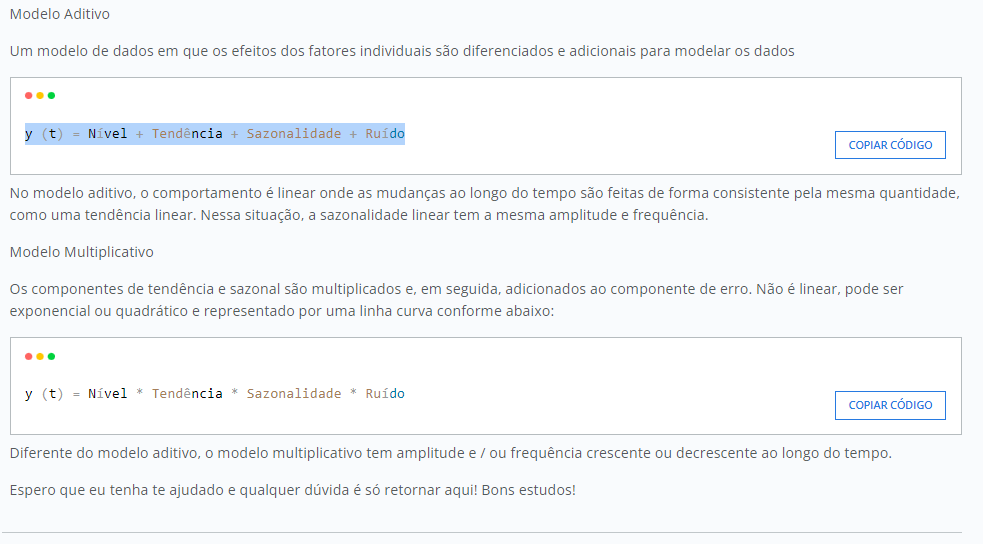 Modelo Aditivo
Um modelo de dados em que os efeitos dos fatores individuais são diferenciados e adicionais para modelar os dados
y (t) = Nível + Tendência + Sazonalidade + Ruído
COPIAR CÓDIGO
No modelo aditivo, o comportamento é linear onde as mudanças ao longo do tempo são feitas de forma consistente pela mesma quantidade,
como uma tendência linear. Nessa situação, a sazonalidade linear tem a mesma amplitude e frequência.
Modelo Multiplicativo
Os componentes de tendência e sazonal são multiplicados e, em seguida, adicionados ao componente de erro. Não é linear, pode ser
exponencial ou quadrático e representado por uma linha curva conforme abaixo:
y (t) = Nível * Tendência * Sazonalidade * Ruído
COPIAR CÓDIGO
Diferente do modelo aditivo, o modelo multiplicativo tem amplitude e / ou frequência crescente ou decrescente ao longo do tempo.
Espero que eu tenha te ajudado e qualquer dúvida é só retornar aqui! Bons estudos!